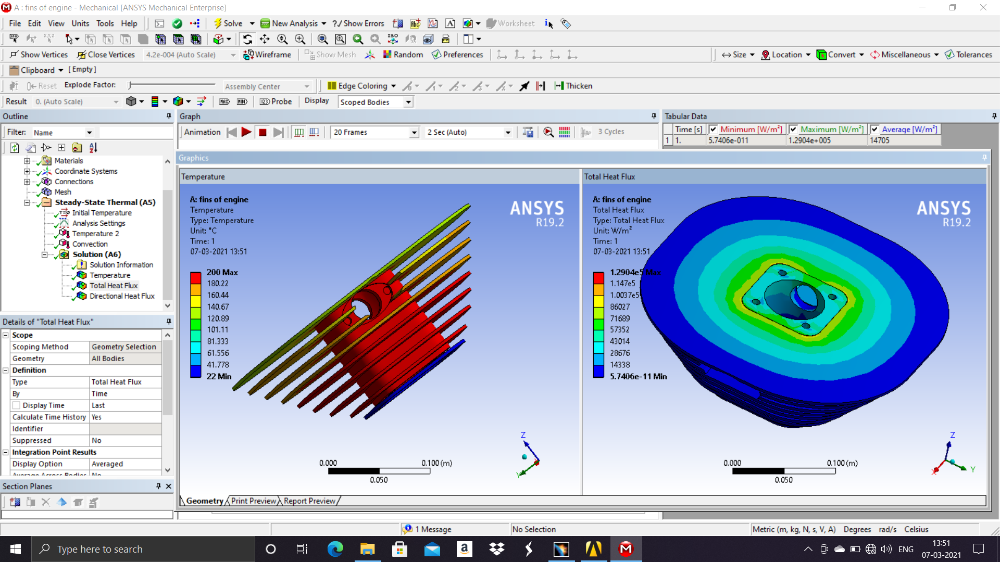 A : fins of engine - Mechanical [ANSYS Mechanical Enterprise]
File Edit View Units Tools Help Solve New Analysis ?/ Show Errors Worksheet
ISO
Show Vertices Close Vertices 4.2e-004 (Auto Scale) Wireframe Show Mesh Random Preferences Size Location Convert Miscellaneous Tolerances
Clipboard [ Empty ]
Reset Explode Factor: Assembly Center Edge Coloring Thicken
Result 0. (Auto Scale) MAX MIN Probe Display Scoped Bodies
Outline
Filter: Name
Materials
Coordinate Systems
Connections
Mesh
Steady-State Thermal (A5)
Initial Temperature
Analysis Settings
Temperature 2
Convection
Solution (A6)
Solution Information
Temperature
Total Heat Flux
Directional Heat Flux
Details of "Total Heat Flux"
Scope
Scoping Method Geometry Selection
Geometry All Bodies
Definition
Type Total Heat Flux
By Time
Display Time Last
Calculate Time History Yes
Identifier
Suppressed No
Integration Point Results
Display Option Averaged
Average Across Bodies No
Section Planes
Graph
Animation 20 Frames 2 Sec (Auto) 3 Cycles
Tabular Data
Time [s] Minimum [W/m²] Maximum [W/m²] Average [W/m²]
1 1. 5.7406e-011 1.2904e+005 14705
Graphics
Temperature
A: fins of engine
Temperature
Type: Temperature
Unit: °C
Time: 1
07-03-2021 13:51
ANSYS
R19.2
200 Max
180.22
160.44
140.67
120.89
101.11
81.333
61.556
41.778
22 Min
Z
Y
0.000 0.100 (m)
0.050
Total Heat Flux
A: fins of engine
Total Heat Flux
Type: Total Heat Flux
Unit: W/m²
Time: 1
07-03-2021 13:51
ANSYS
R19.2
1.2904e5 Max
1.147e5
1.0037e5
86027
71689
57352
43014
28676
14338
5.7406e-11 Min
Z
X
Y
0.000 0.100 (m)
0.050
Geometry Print Preview Report Preview
1 Message No Selection Metric (m, kg, N, s, V, A) Degrees rad/s Celsius
Type here to search
ENG
13:51
07-03-2021